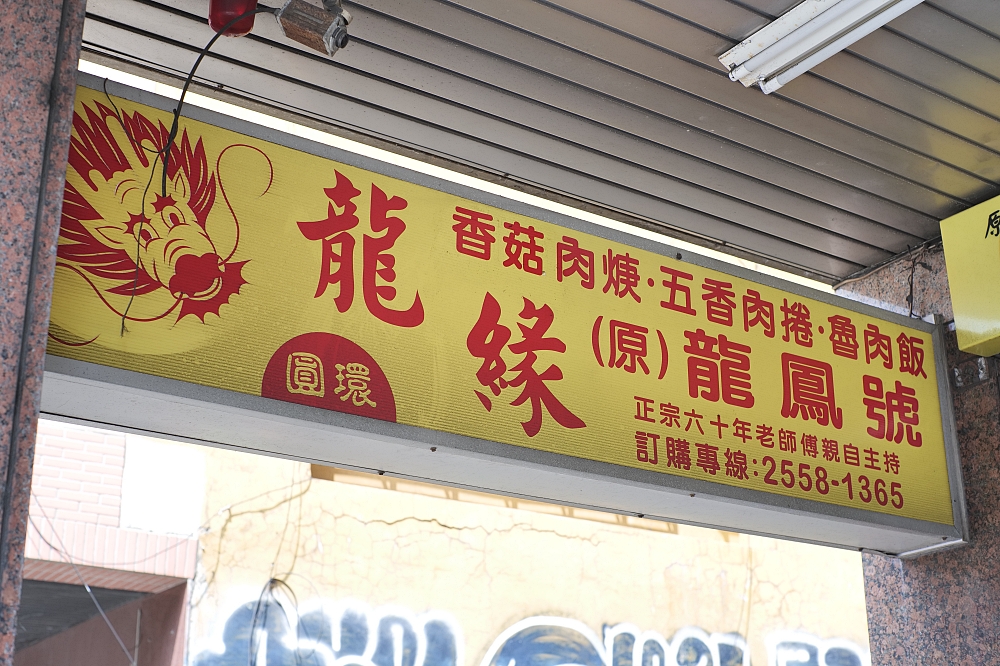 龍緣
圓環
香菇肉焿·五香肉捲·魯肉飯
(原)龍鳳號
正宗六十年老師傅親自主持
訂購專線:2558-1365
原